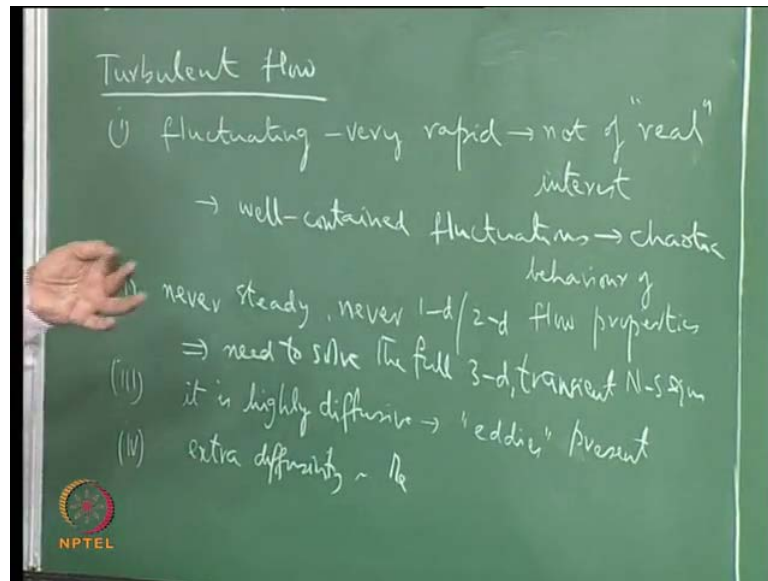 Turbulent flow
(i) fluctuating - very rapid → not of "real"
interest
→ well-contained fluctuations → chaotic
behaviour of
never steady, never 1-d/2-d flow properties
⇒ need to solve the full 3-d, transient N-S eqns
(iii) it is highly diffusive → "eddies" present
(iv) extra diffusivity ~ Re
NPTEL